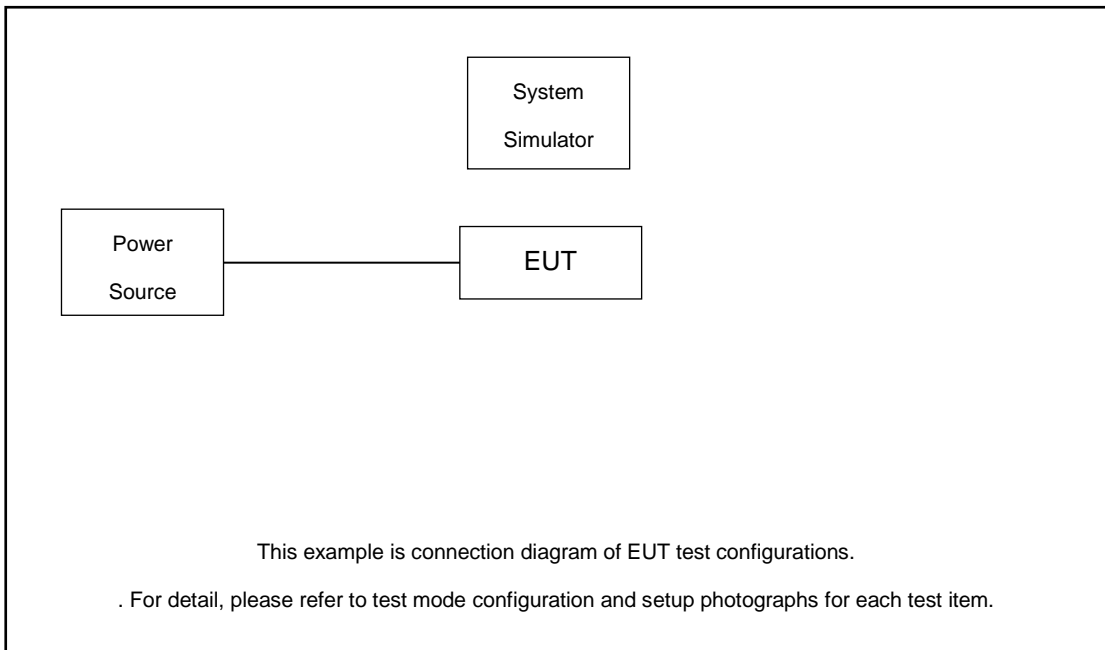 System
Simulator
Power
Source
EUT
This example is connection diagram of EUT test configurations.
. For detail, please refer to test mode configuration and setup photographs for each test item.